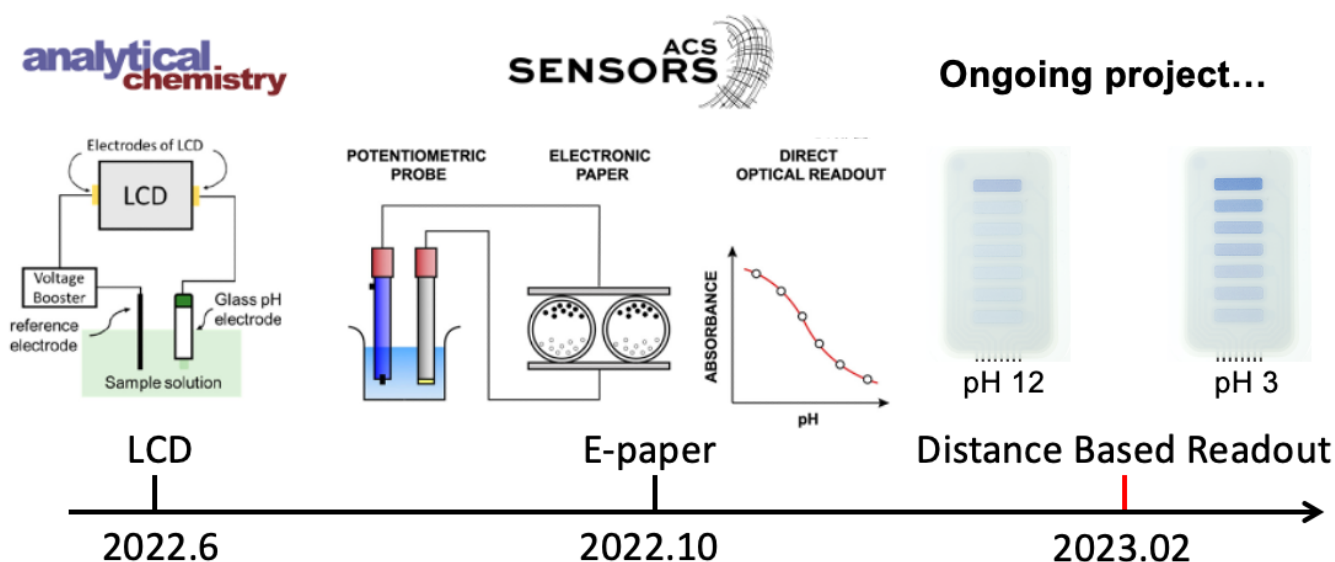 analytical
chemistry
ACS
SENSORS
Ongoing project...
Electrodes of LCD
LCD
Voltage
Booster
reference
electrode
Glass pH
electrode
Sample solution
POTENTIOMETRIC
PROBE
ELECTRONIC
PAPER
DIRECT
OPTICAL READOUT
ABSORBANCE
pH
pH 12
pH 3
LCD
E-paper
Distance Based Readout
2022.6
2022.10
2023.02